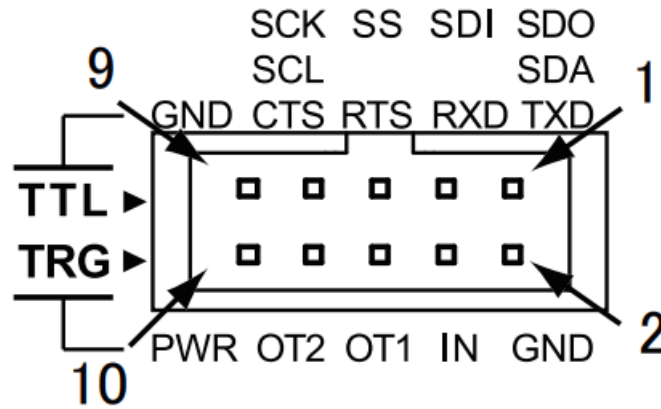 SCK SS SDI SDO
9 SCL SDA 1
GND CTS RTS RXD TXD
TTL
TRG
PWR OT2 OT1 IN GND 2
10